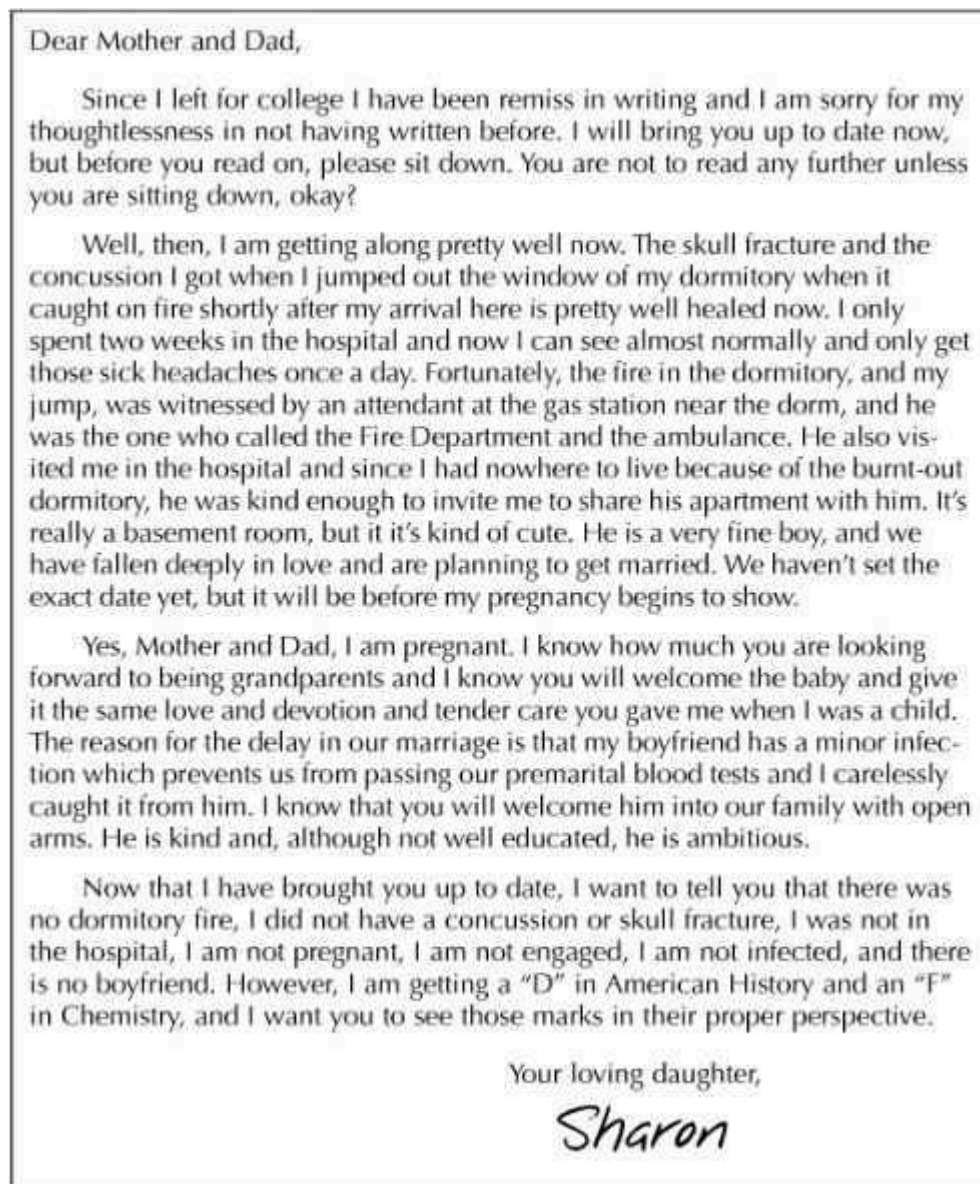 Dear Mother and Dad,
Since I left for college I have been remiss in writing and I am sorry for my
thoughtlessness in not having written before. I will bring you up to date now,
but before you read on, please sit down. You are not to read any further unless
you are sitting down, okay?
Well, then, I am getting along pretty well now. The skull fracture and the
concussion I got when I jumped out the window of my dormitory when it
caught on fire shortly after my arrival here is pretty well healed now. I only
spent two weeks in the hospital and now I can see almost normally and only get
those sick headaches once a day. Fortunately, the fire in the dormitory, and my
jump, was witnessed by an attendant at the gas station near the dorm, and he
was the one who called the Fire Department and the ambulance. He also vis-
ited me in the hospital and since I had nowhere to live because of the burnt-out
dormitory, he was kind enough to invite me to share his apartment with him. It's
really a basement room, but it it's kind of cute. He is a very fine boy, and we
have fallen deeply in love and are planning to get married. We haven't set the
exact date yet, but it will be before my pregnancy begins to show.
Yes, Mother and Dad, I am pregnant. I know how much you are looking
forward to being grandparents and I know you will welcome the baby and give
it the same love and devotion and tender care you gave me when I was a child.
The reason for the delay in our marriage is that my boyfriend has a minor infec-
tion which prevents us from passing our premarital blood tests and I carelessly
caught it from him. I know that you will welcome him into our family with open
arms. He is kind and, although not well educated, he is ambitious.
Now that I have brought you up to date, I want to tell you that there was
no dormitory fire, I did not have a concussion or skull fracture, I was not in
the hospital, I am not pregnant, I am not engaged, I am not infected, and there
is no boyfriend. However, I am getting a “D” in American History and an “F”
in Chemistry, and I want you to see those marks in their proper perspective.
Your loving daughter,
Sharon